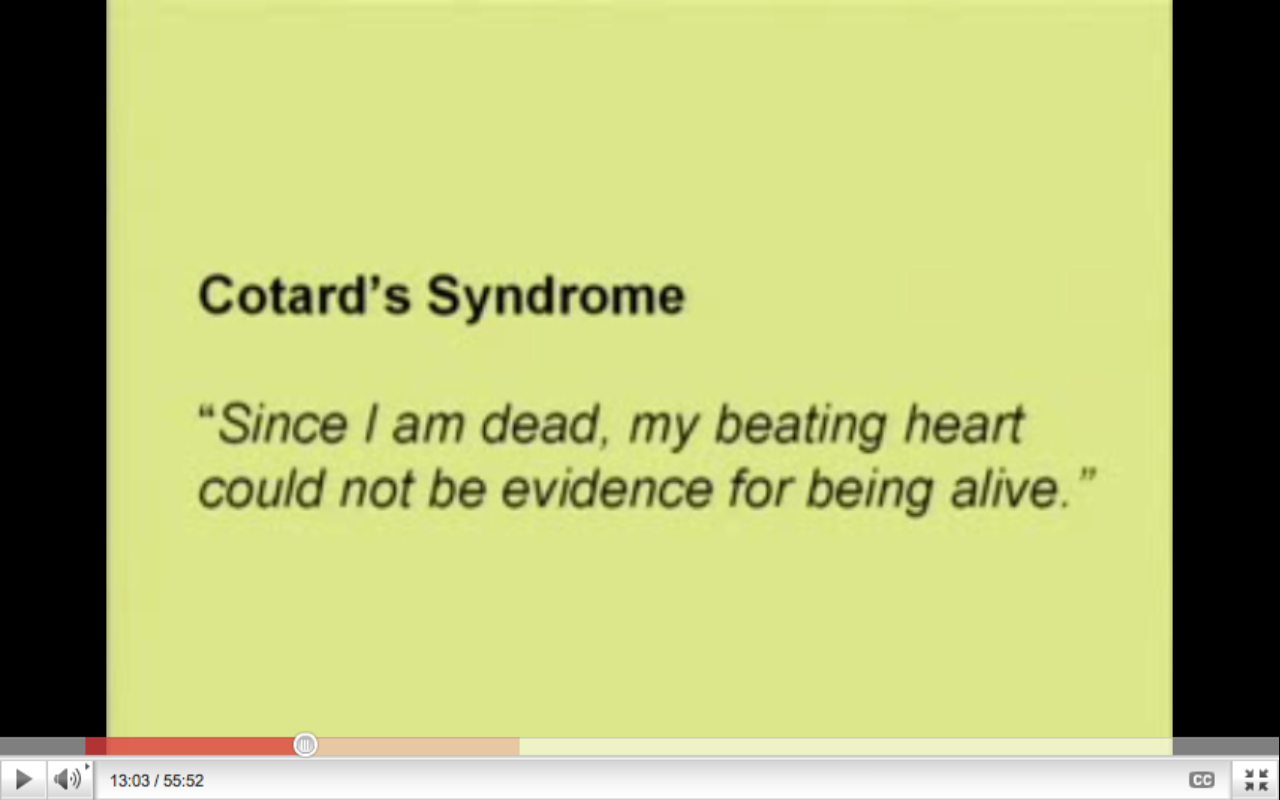 Cotard’s Syndrome
“Since I am dead, my beating heart
could not be evidence for being alive.”
13:03 / 55:52
CC